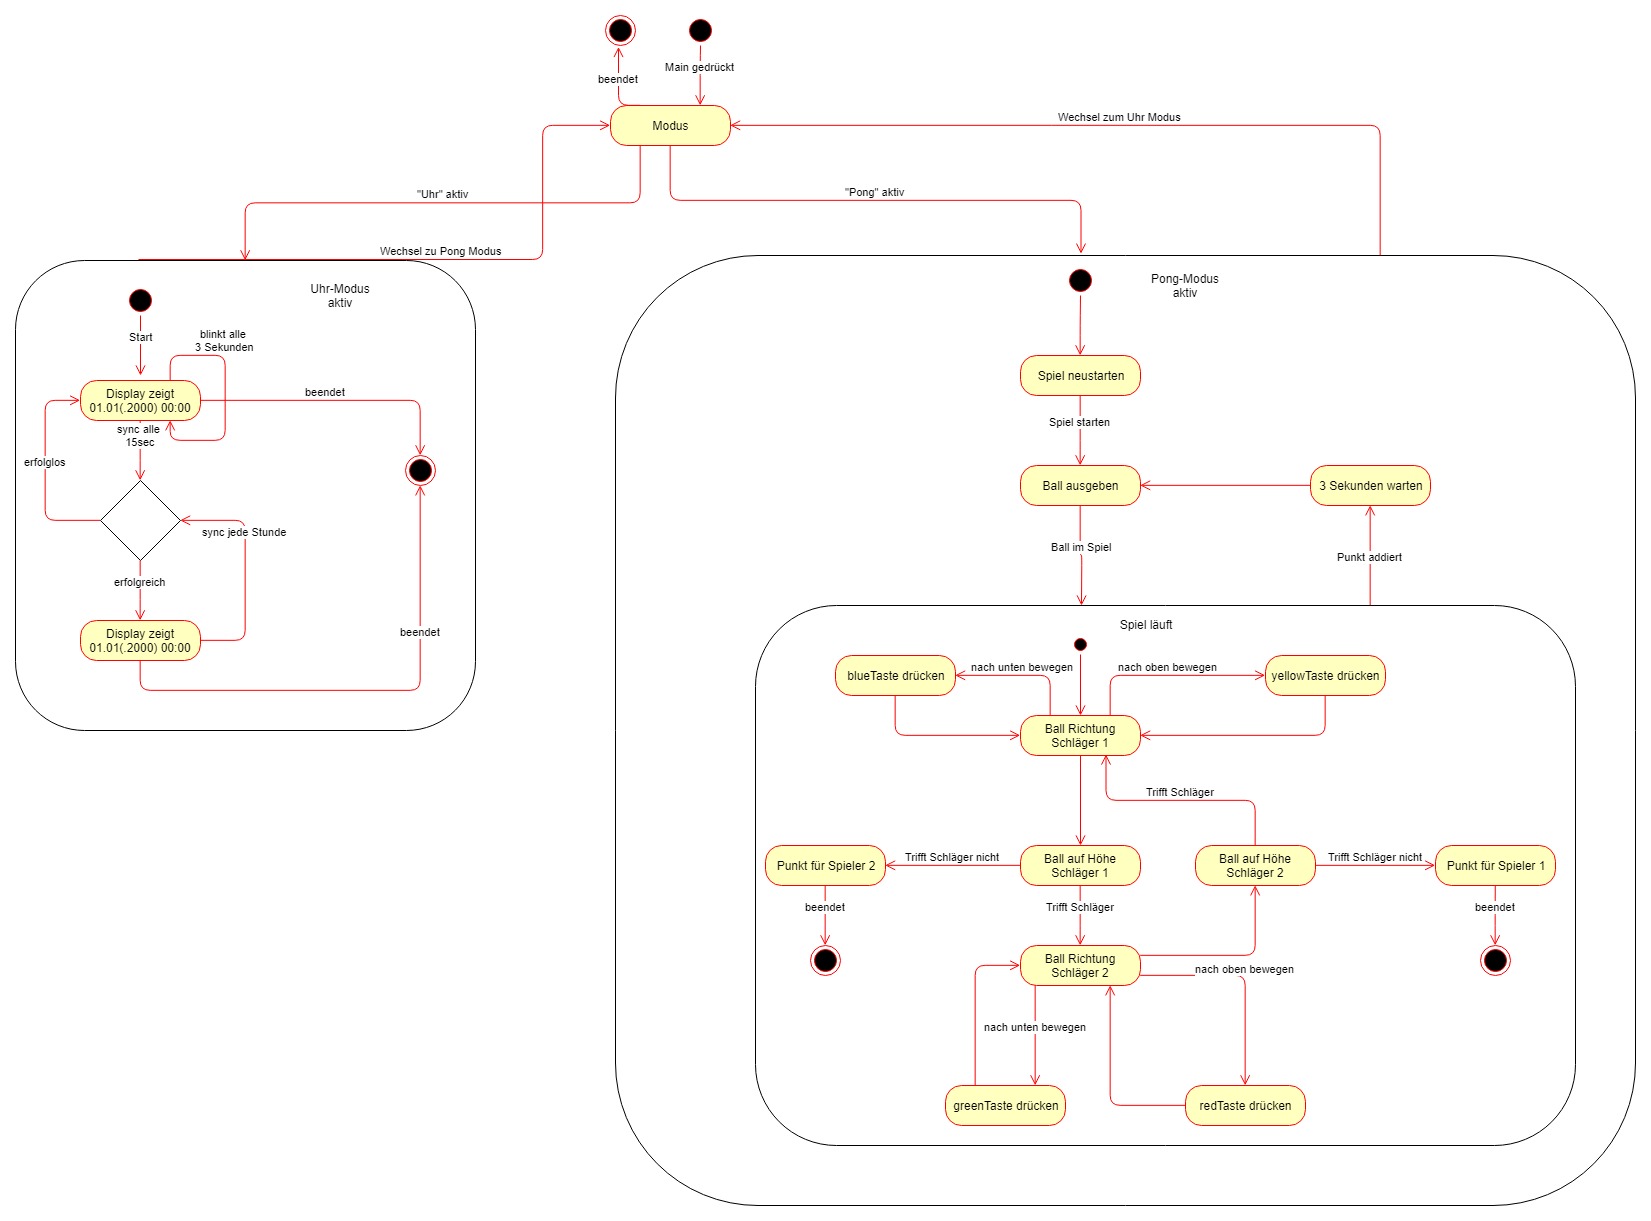 Main gedrückt
beendet
Modus
Wechsel zum Uhr Modus
"Uhr" aktiv
"Pong" aktiv
Wechsel zu Pong Modus
Uhr-Modus
aktiv
Start
blinkt alle
3 Sekunden
Display zeigt
01.01(.2000) 00:00
beendet
sync alle
15sec
erfolglos
sync jede Stunde
erfolgreich
Display zeigt
01.01(.2000) 00:00
beendet
Pong-Modus
aktiv
Spiel neustarten
Spiel starten
Ball ausgeben
3 Sekunden warten
Ball im Spiel
Punkt addiert
Spiel läuft
blueTaste drücken
nach unten bewegen
nach oben bewegen
yellowTaste drücken
Ball Richtung
Schläger 1
Trifft Schläger
Punkt für Spieler 2
Trifft Schläger nicht
Ball auf Höhe
Schläger 1
Ball auf Höhe
Schläger 2
Trifft Schläger nicht
Punkt für Spieler 1
beendet
Trifft Schläger
beendet
Ball Richtung
Schläger 2
nach oben bewegen
nach unten bewegen
greenTaste drücken
redTaste drücken